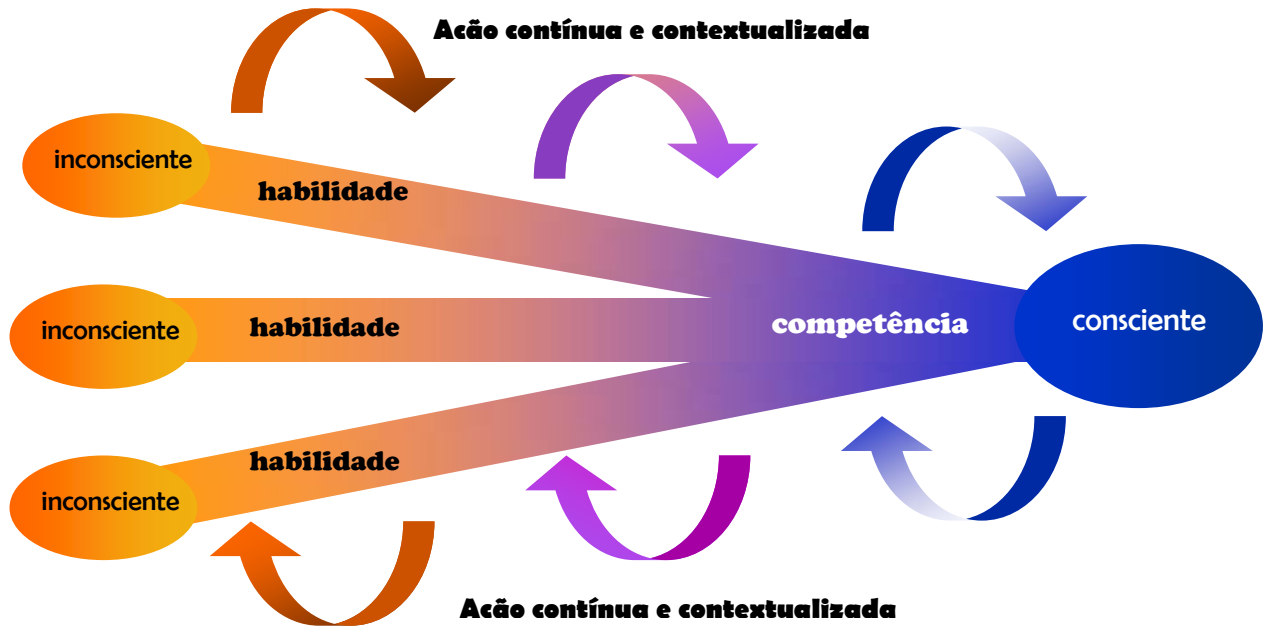 Acão contínua e contextualizada
inconsciente
habilidade
inconsciente
habilidade
competência
consciente
habilidade
inconsciente
Acão contínua e contextualizada